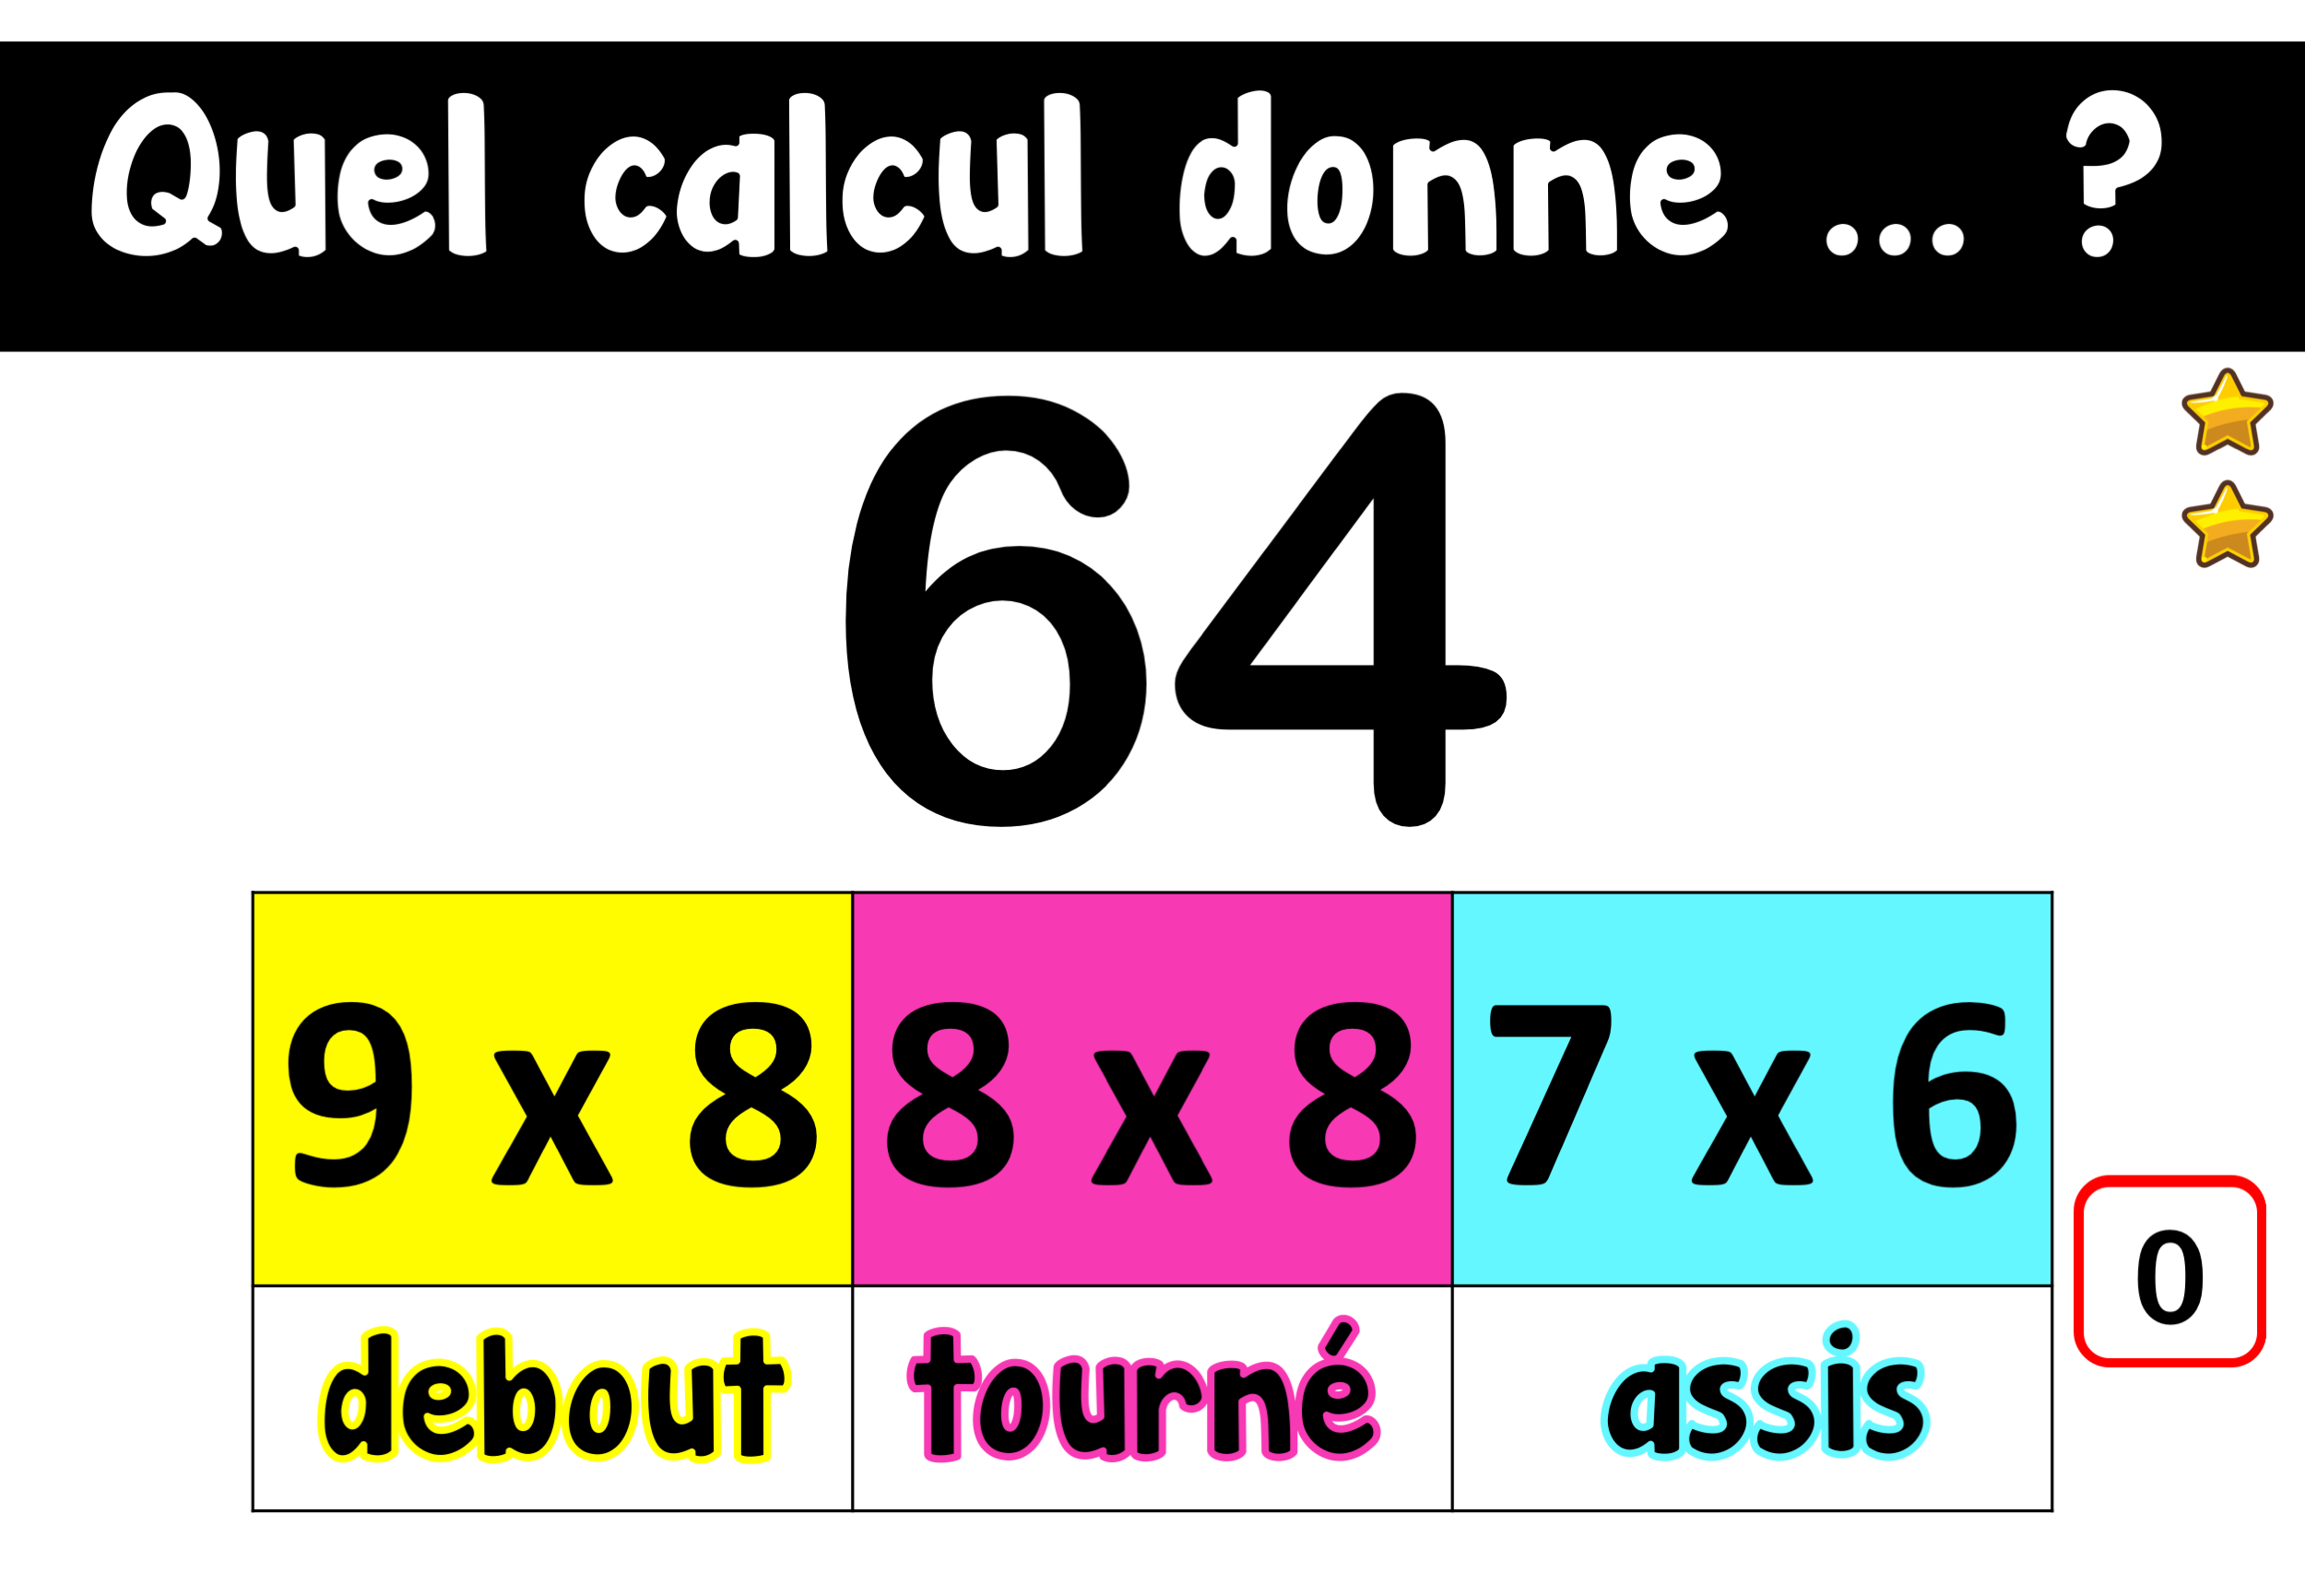 Quel calcul donne ... ?
64
9 x 8 8 x 8 7 x 6
0
debout tourné assis